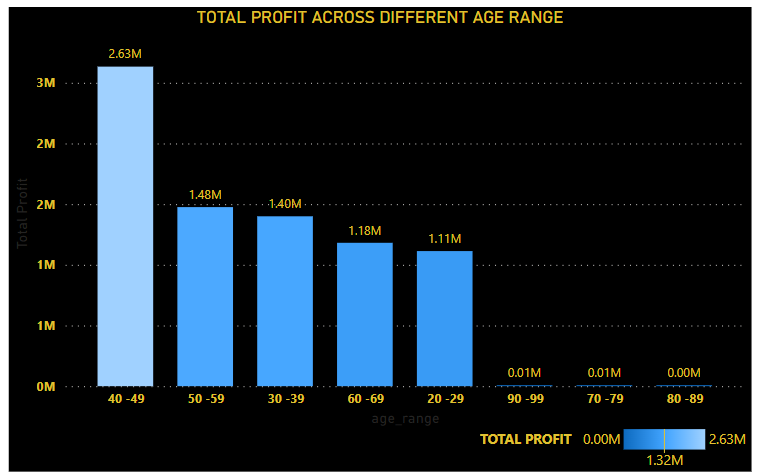 TOTAL PROFIT ACROSS DIFFERENT AGE RANGE
2.63M
3M
2M
1.48M
2M
1.40M
1.18M
1.11M
1M
1M
0.01M
0.01M
0.00M
0M
40 -49
50 -59
30 -39
60 -69
20 -29
90 -99
70 -79
80 -89
Total Profit
age_range
TOTAL PROFIT 0.00M 2.63M
1.32M